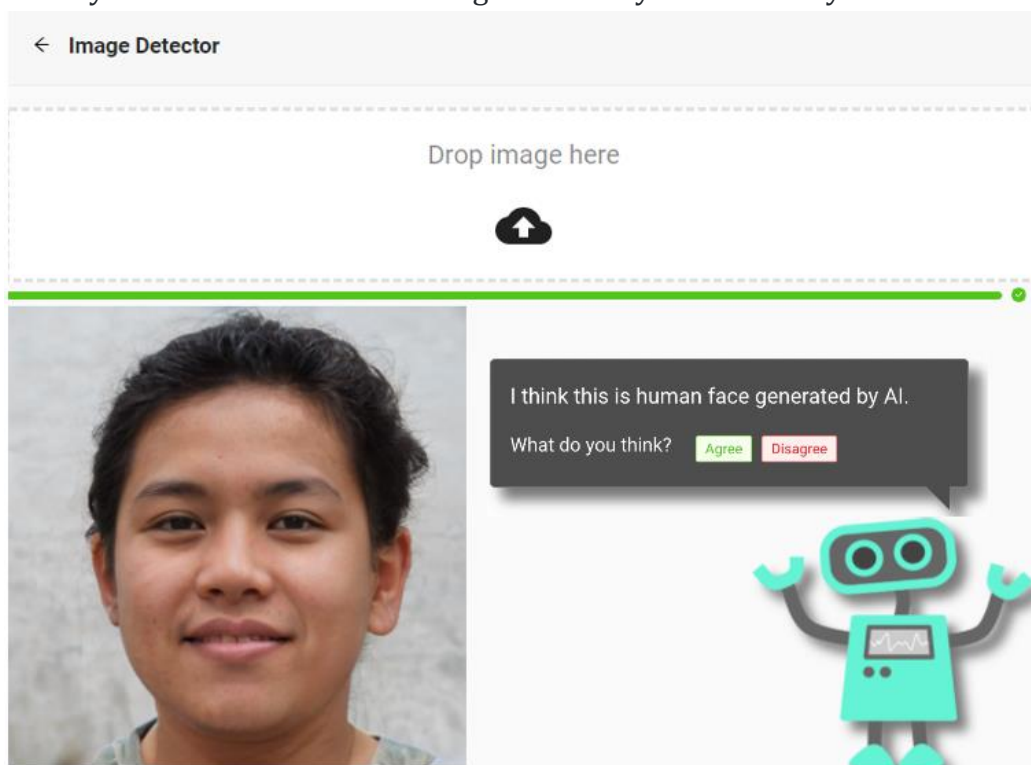 ← Image Detector
Drop image here
I think this is human face generated by AI.
What do you think? Agree Disagree